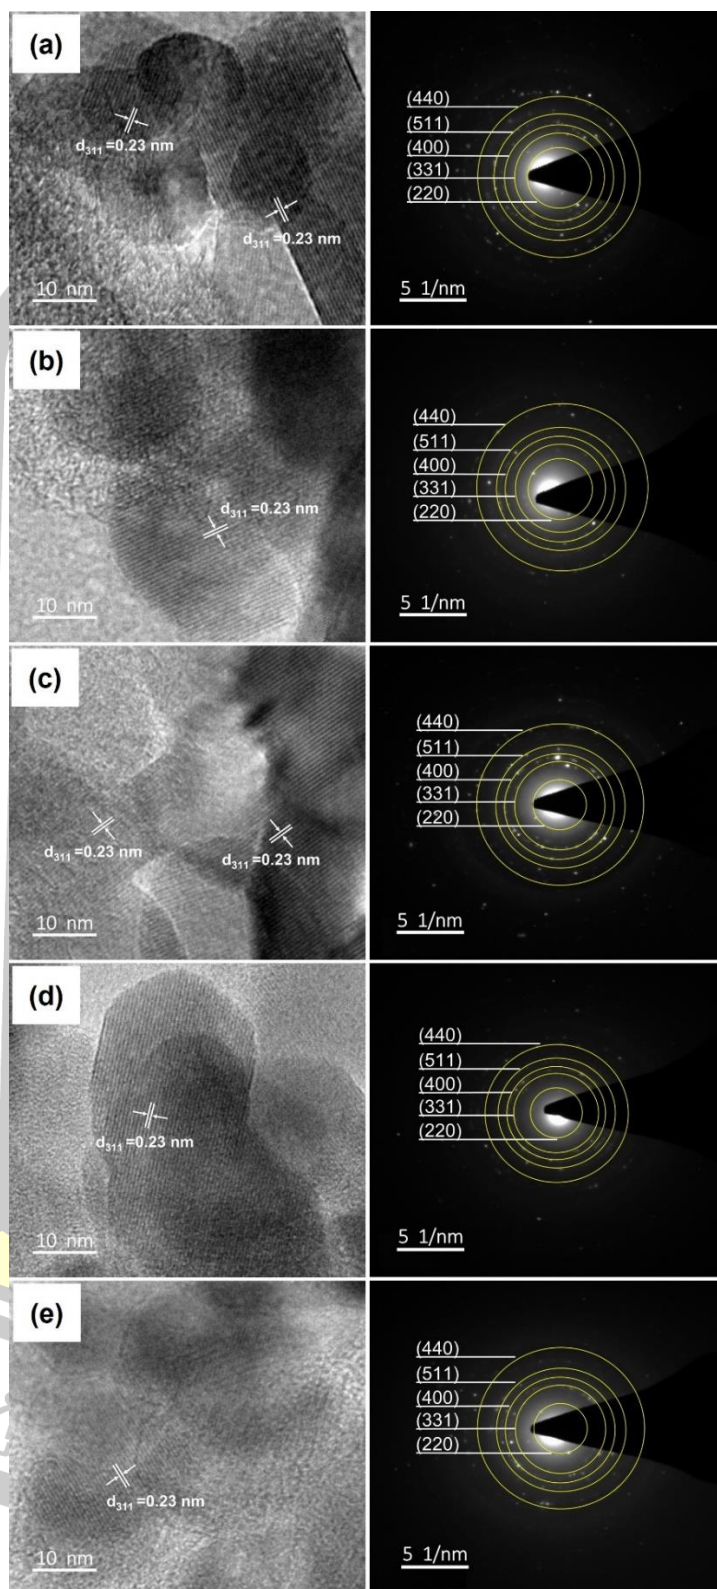 (a)
d311 =0.23 nm
d311 =0.23 nm
10 nm
(440)
(511)
(400)
(331)
(220)
5 1/nm
(b)
d311 =0.23 nm
10 nm
(440)
(511)
(400)
(331)
(220)
5 1/nm
(c)
d311 =0.23 nm
d311 =0.23 nm
10 nm
(440)
(511)
(400)
(331)
(220)
5 1/nm
(d)
d311 =0.23 nm
10 nm
(440)
(511)
(400)
(331)
(220)
5 1/nm
(e)
d311 =0.23 nm
10 nm
(440)
(511)
(400)
(331)
(220)
5 1/nm